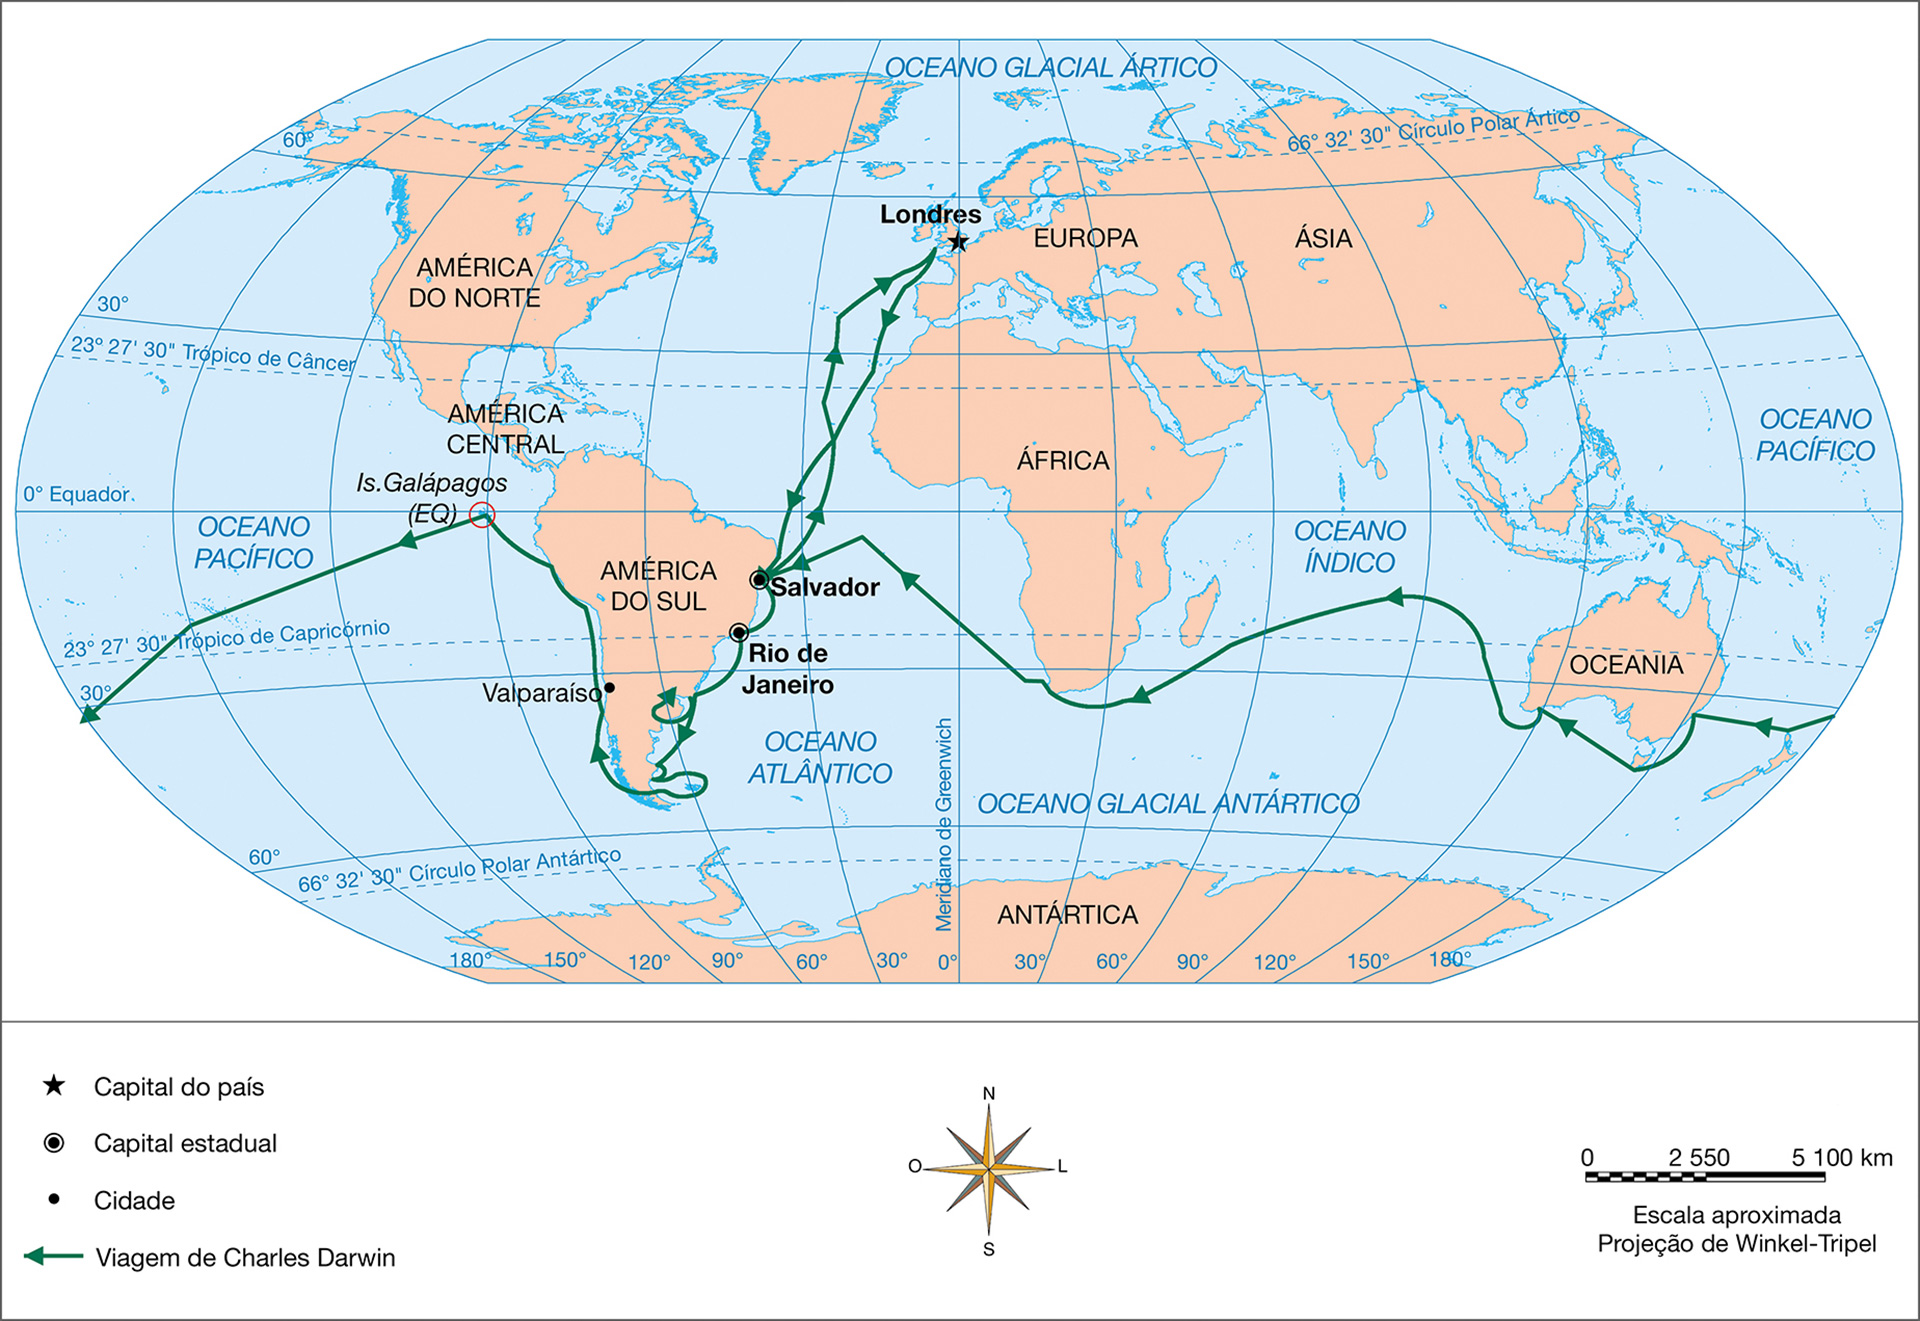 OCEANO GLACIAL ÁRTICO
66° 32' 30" Círculo Polar Ártico
60°
Londres
EUROPA
ÁSIA
AMÉRICA
DO NORTE
30°
23° 27' 30" Trópico de Câncer
AMÉRICA
CENTRAL
OCEANO
PACÍFICO
ÁFRICA
Is.Galápagos
(EQ)
0° Equador
OCEANO
PACÍFICO
OCEANO
ÍNDICO
AMÉRICA
DO SUL
Salvador
23° 27' 30" Trópico de Capricórnio
Rio de
Janeiro
OCEANIA
30°
Valparaíso
OCEANO
ATLÂNTICO
Meridiano de Greenwich
OCEANO GLACIAL ANTÁRTICO
60°
66° 32' 30" Círculo Polar Antártico
ANTÁRTICA
180° 150° 120° 90° 60° 30° 0° 30° 60° 90° 120° 150° 180°
Capital do país
Capital estadual
Cidade
Viagem de Charles Darwin
N
O L
S
0 2 550 5 100 km
Escala aproximada
Projeção de Winkel-Tripel